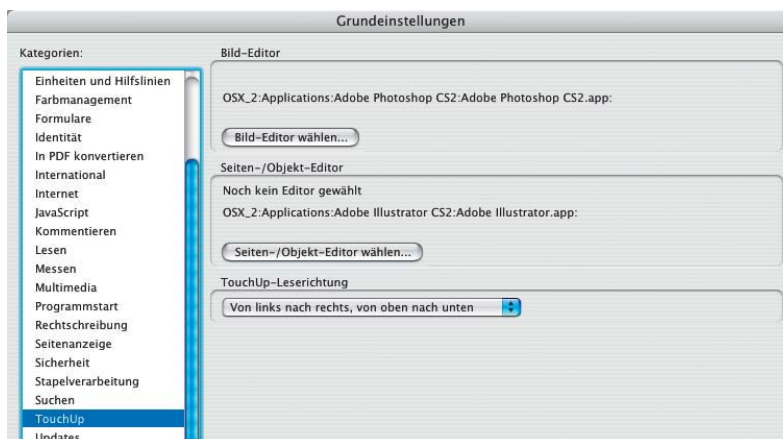 Grundeinstellungen
Kategorien:
Einheiten und Hilfslinien
Farbmanagement
Formulare
Identität
In PDF konvertieren
International
Internet
JavaScript
Kommentieren
Lesen
Messen
Multimedia
Programmstart
Rechtschreibung
Seitenanzeige
Sicherheit
Stapelverarbeitung
Suchen
TouchUp
Updates
Bild-Editor
OSX_2:Applications:Adobe Photoshop CS2:Adobe Photoshop CS2.app:
Bild-Editor wählen...
Seiten-/Objekt-Editor
Noch kein Editor gewählt
OSX_2:Applications:Adobe Illustrator CS2:Adobe Illustrator.app:
Seiten-/Objekt-Editor wählen...
TouchUp-Leserichtung
Von links nach rechts, von oben nach unten